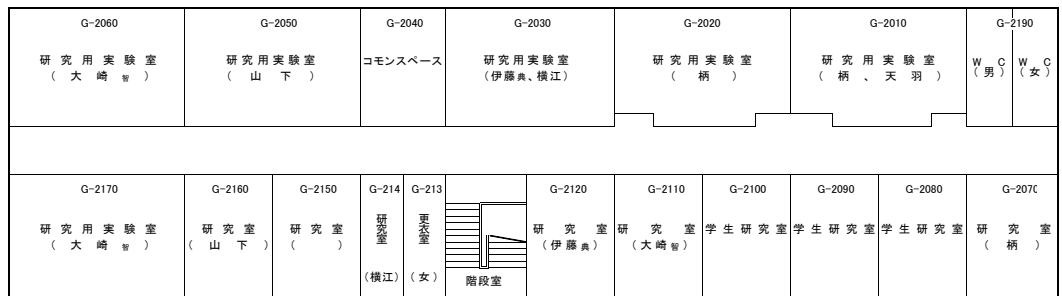 G-2060
研究用実験室
(大崎智)
G-2050
研究用実験室
(山下)
G-2040
コモンスペース
G-2030
研究用実験室
(伊藤典、横江)
G-2020
研究用実験室
(柄)
G-2010
研究用実験室
(柄、天羽)
G-2190
WC
(男)
WC
(女)
G-2170
研究用実験室
(大崎智)
G-2160
研究室
(山下)
G-2150
研究室
( )
G-214
研究室
(横江)
G-213
更衣室
(女)
階段室
G-2120
研究室
(伊藤典)
G-2110
研究室
(大崎智)
G-2100
学生研究室
G-2090
学生研究室
G-2080
学生研究室
G-2070
研究室
(柄)